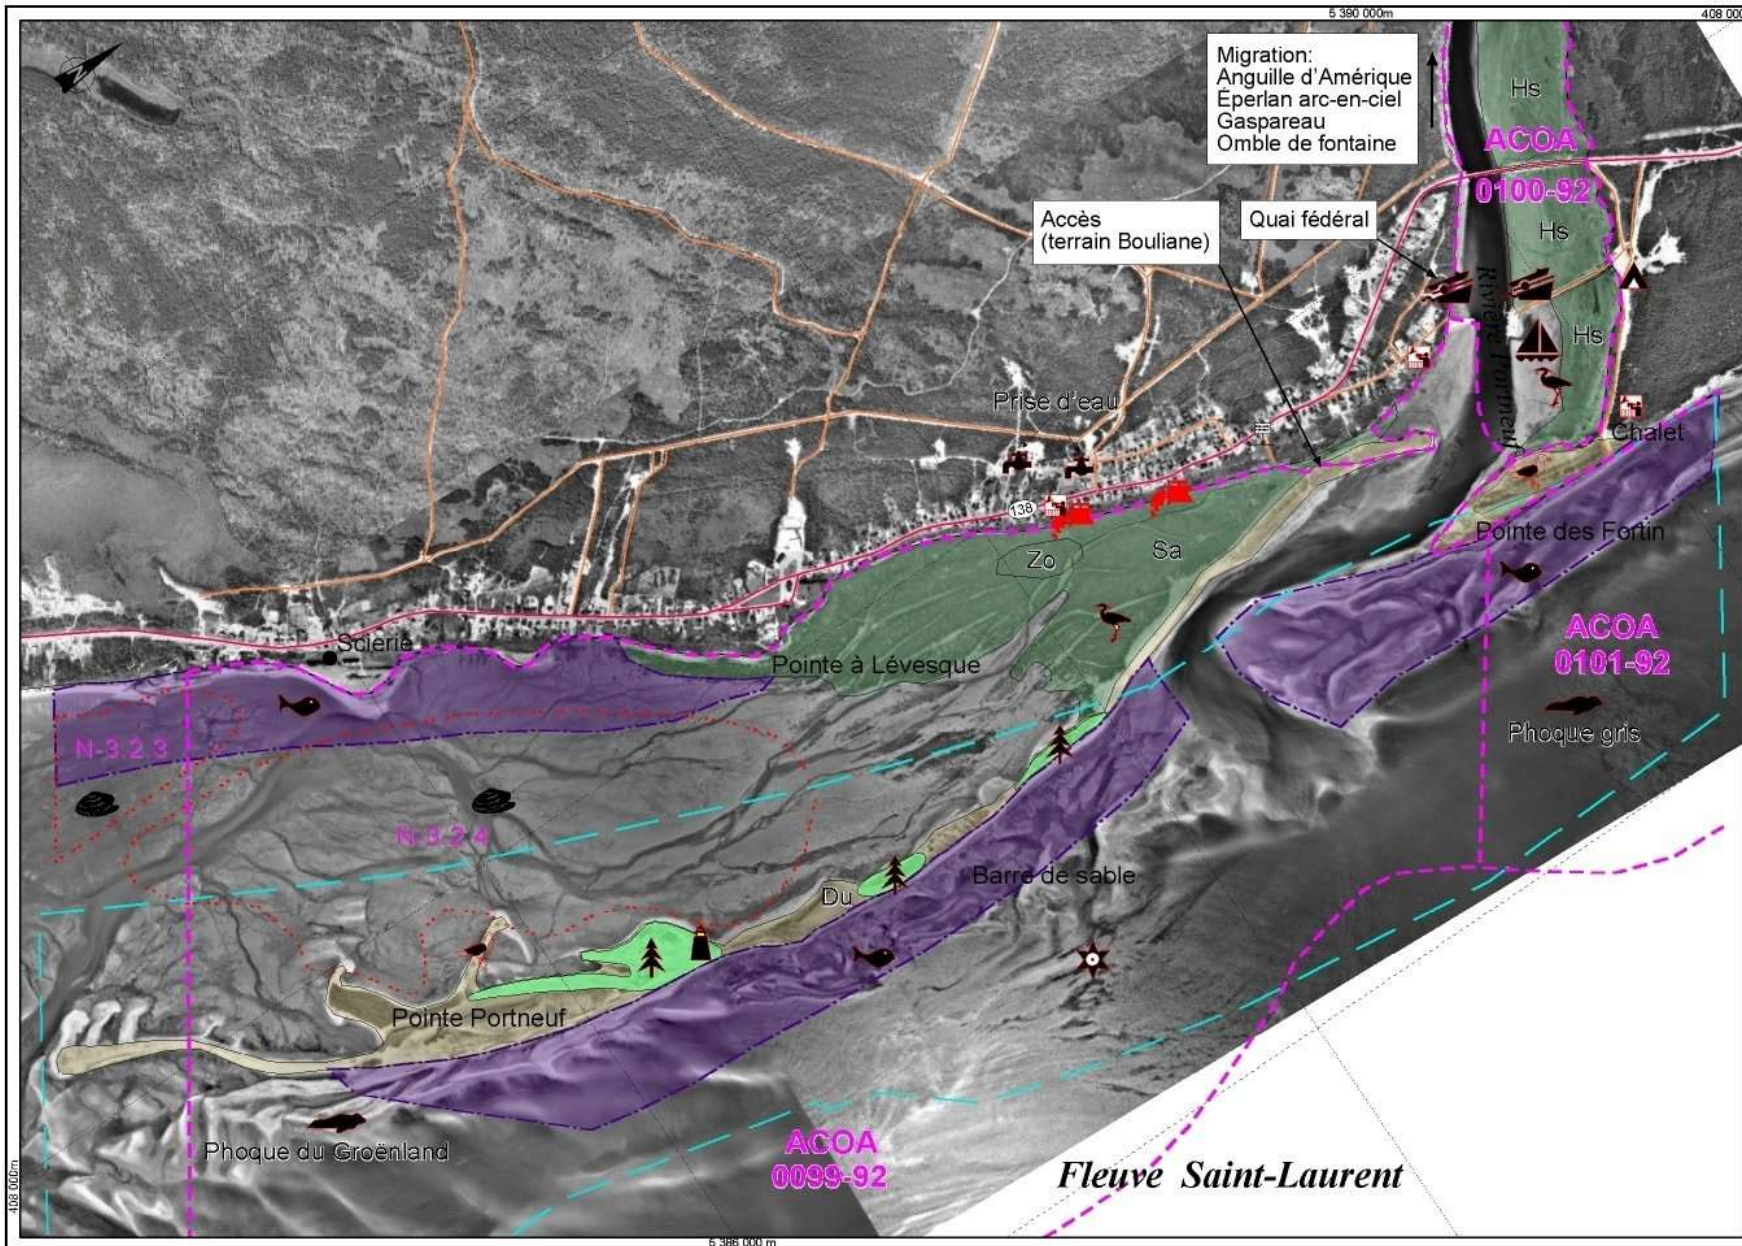 5 390 000m
408 000
N
Migration:
Anguille d'Amérique
Éperlan arc-en-ciel
Gaspareau
Omble de fontaine
Hs
ACOA
0100-92
Accès
(terrain Bouliane)
Quai fédéral
Hs
Rivière Portneuf
Hs
Prise d'eau
Chalet
138
Pointe des Fortin
Zo
Sa
Scierie
Pointe à Lévesque
ACOA
0101-92
Phoque gris
N-3.2.3
N-3.2.4
Barre de sable
Du
Pointe Portneuf
Phoque du Groënland
ACOA
0099-92
Fleuve Saint-Laurent
408 000m
5 386 000 m